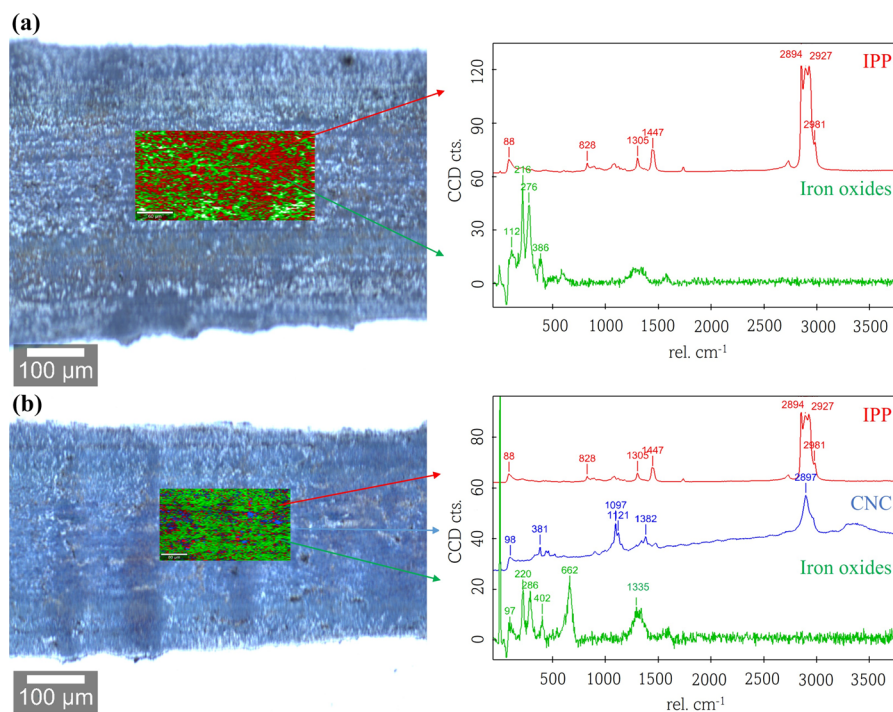 (a)
2894
2927
IPP
120
2981
90
88
828
1305
1447
CCD cts.
60
216
Iron oxides
276
30
112
386
0
500 1000 1500 2000 2500 3000 3500
rel. cm-1
100 µm
(b)
2894
2927
IPP
80
2981
88
828
1305
1447
2897
60
CNC
CCD cts.
1097
1121
40
98
381
1382
Iron oxides
662
20
220
286
1335
97
402
0
500 1000 1500 2000 2500 3000 3500
rel. cm-1
100 µm